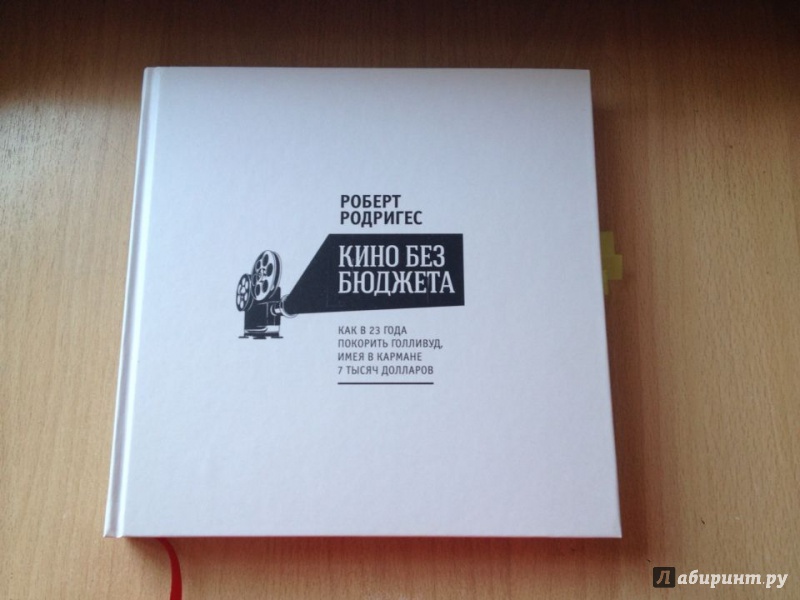 РОБЕРТ
РОДРИГЕС
КИНО БЕЗ
БЮДЖЕТА
КАК В 23 ГОДА
ПОКОРИТЬ ГОЛЛИВУД,
ИМЕЯ В КАРМАНЕ
7 ТЫСЯЧ ДОЛЛАРОВ
Лабиринт.ру